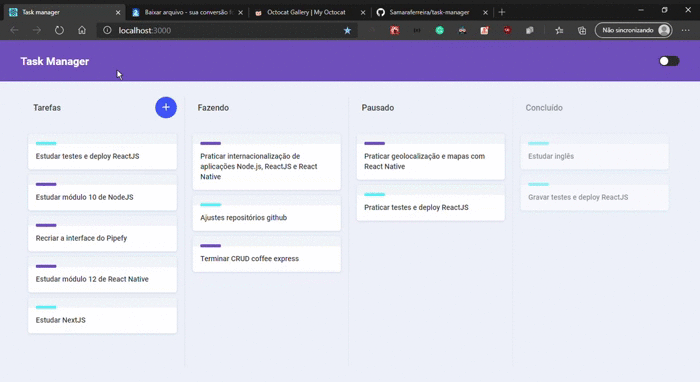 Task manager
Baixar arquivo - sua conversão fo
Octocat Gallery | My Octocat
Samaraferreira/task-manager
localhost:3000
Não sincronizando
Task Manager
Tarefas
Estudar testes e deploy ReactJS
Estudar módulo 10 de NodeJS
Recriar a interface do Pipefy
Estudar módulo 12 de React Native
Estudar NextJS
Fazendo
Praticar internacionalização de
aplicações Node.js, ReactJS e React
Native
Ajustes repositórios github
Terminar CRUD coffee express
Pausado
Praticar geolocalização e mapas com
React Native
Praticar testes e deploy ReactJS
Concluído
Estudar inglês
Gravar testes e deploy ReactJS